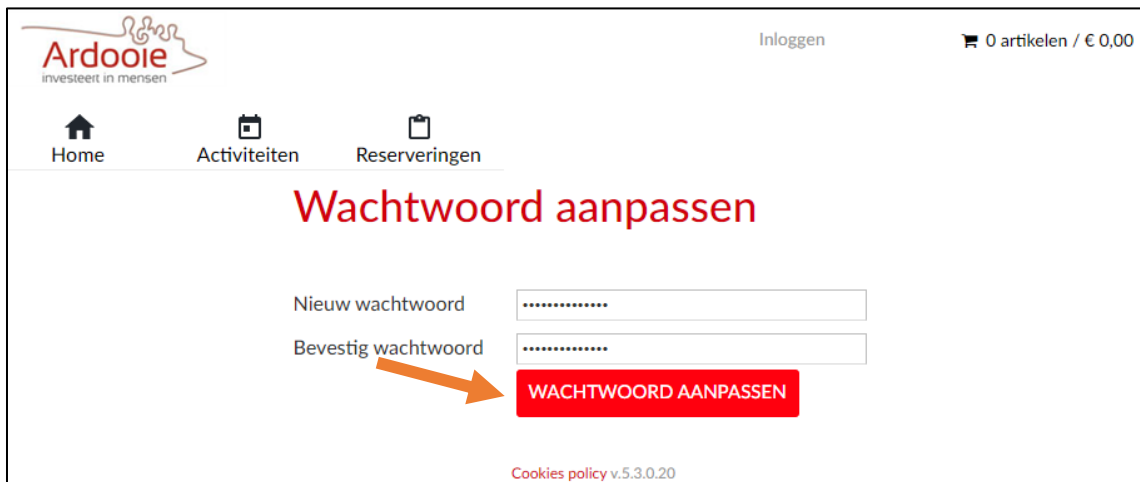 Ardooie
investeert in mensen
Inloggen
0 artikelen / € 0,00
Home
Activiteiten
Reserveringen
Wachtwoord aanpassen
Nieuw wachtwoord
••••••••••••••
Bevestig wachtwoord
••••••••••••••
WACHTWOORD AANPASSEN
Cookies policy v.5.3.0.20